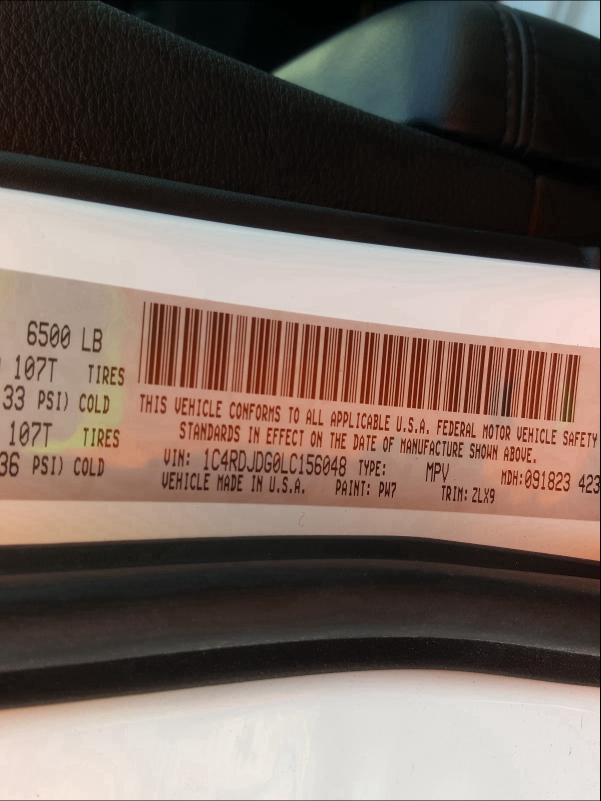 6500 LB
107T TIRES
33 PSI) COLD
107T TIRES
36 PSI) COLD
THIS VEHICLE CONFORMS TO ALL APPLICABLE U.S.A. FEDERAL MOTOR VEHICLE SAFETY
STANDARDS IN EFFECT ON THE DATE OF MANUFACTURE SHOWN ABOVE.
VIN: 1C4RDJDG0LC156048 TYPE: MPV MDH:091823 423
VEHICLE MADE IN U.S.A. PAINT: PW7 TRIM: ZLX9